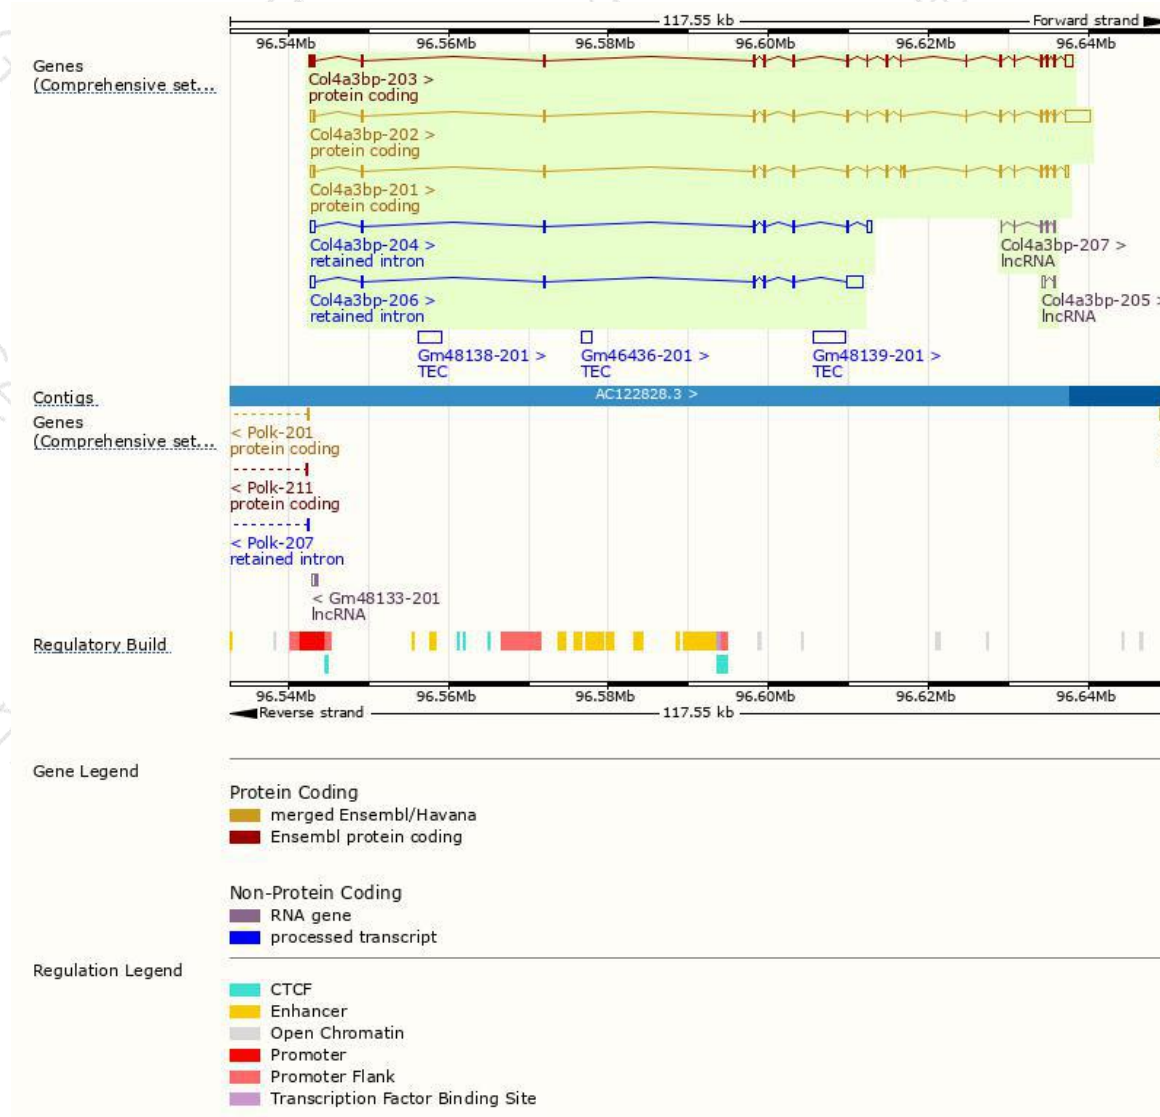 117.55 kb Forward strand
96.54Mb 96.56Mb 96.58Mb 96.60Mb 96.62Mb 96.64Mb
Genes
(Comprehensive set...
Col4a3bp-203 >
protein coding
Col4a3bp-202 >
protein coding
Col4a3bp-201 >
protein coding
Col4a3bp-204 > Col4a3bp-207 >
retained intron lncRNA
Col4a3bp-206 > Col4a3bp-205 >
retained intron lncRNA
Gm48138-201 > Gm46436-201 > Gm48139-201 >
TEC TEC TEC
Contigs AC122828.3 >
Genes
(Comprehensive set...
< Polk-201
protein coding
< Polk-211
protein coding
< Polk-207
retained intron
< Gm48133-201
lncRNA
Regulatory Build
96.54Mb 96.56Mb 96.58Mb 96.60Mb 96.62Mb 96.64Mb
Reverse strand 117.55 kb
Gene Legend
Protein Coding
merged Ensembl/Havana
Ensembl protein coding
Non-Protein Coding
RNA gene
processed transcript
Regulation Legend
CTCF
Enhancer
Open Chromatin
Promoter
Promoter Flank
Transcription Factor Binding Site